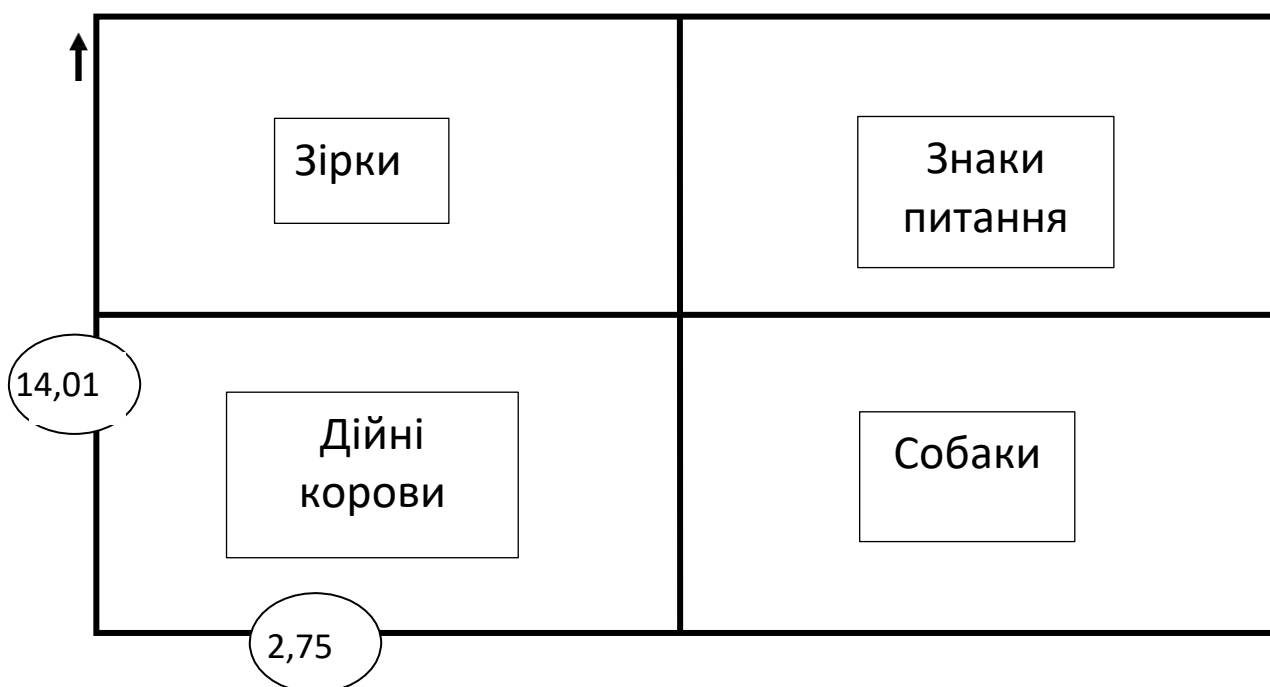 Зірки
Знаки
питання
14,01
Дійні
корови
Собаки
2,75